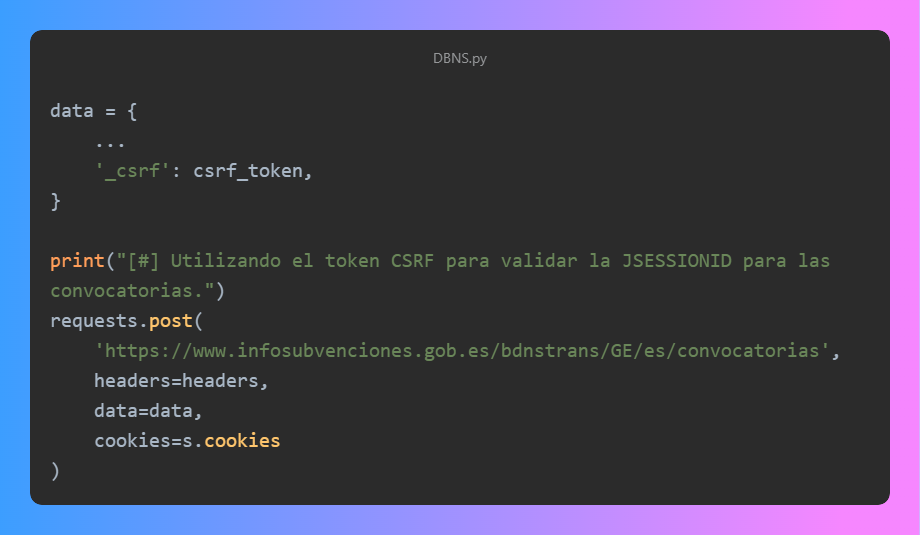 DBNS.py
data = {
    ...
    '_csrf': csrf_token,
}
print("[#] Utilizando el token CSRF para validar la JSESSIONID para las
convocatorias.")
requests.post(
    'https://www.infosubvenciones.gob.es/bdnstrans/GE/es/convocatorias',
    headers=headers,
    data=data,
    cookies=s.cookies
)